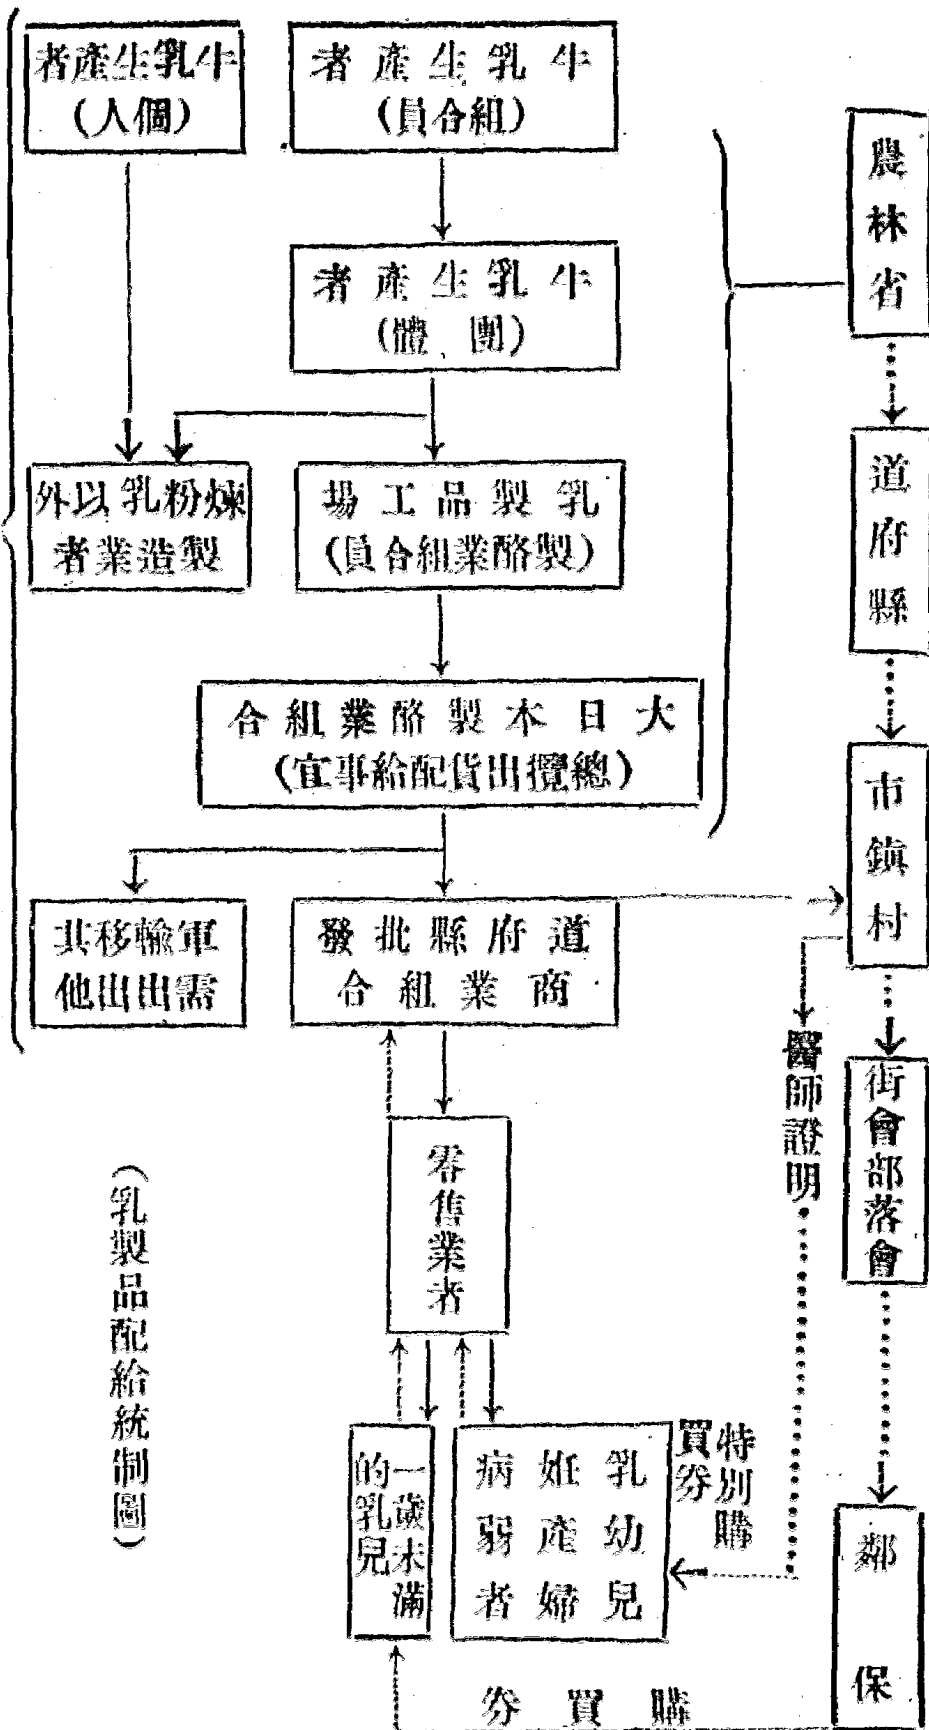 農林省
道府縣
市鎮村
街會部落會
鄰保
牛乳生產者
(組合員)
牛乳生產者
(個人)
牛乳生產者
(團體)
乳製品工場
(製酪業組合員)
煉粉乳以外
製造業者
大日本製酪業組合
(總攬出貨配給事宜)
道府縣批發
商業組合
軍需
輸出
移出
其他
醫師證明
零售業者
特別購
買券
乳幼兒
妊產婦
病弱者
一歲未滿
的乳兒
購買券
(乳製品配給統制圖)